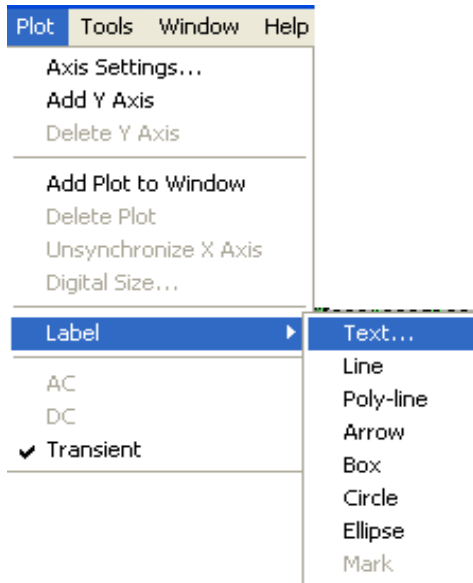 Plot Tools Window Help
Axis Settings...
Add Y Axis
Delete Y Axis
Add Plot to Window
Delete Plot
Unsynchronize X Axis
Digital Size...
Label
Text...
Line
Poly-line
Arrow
Box
Circle
Ellipse
Mark
AC
DC
Transient